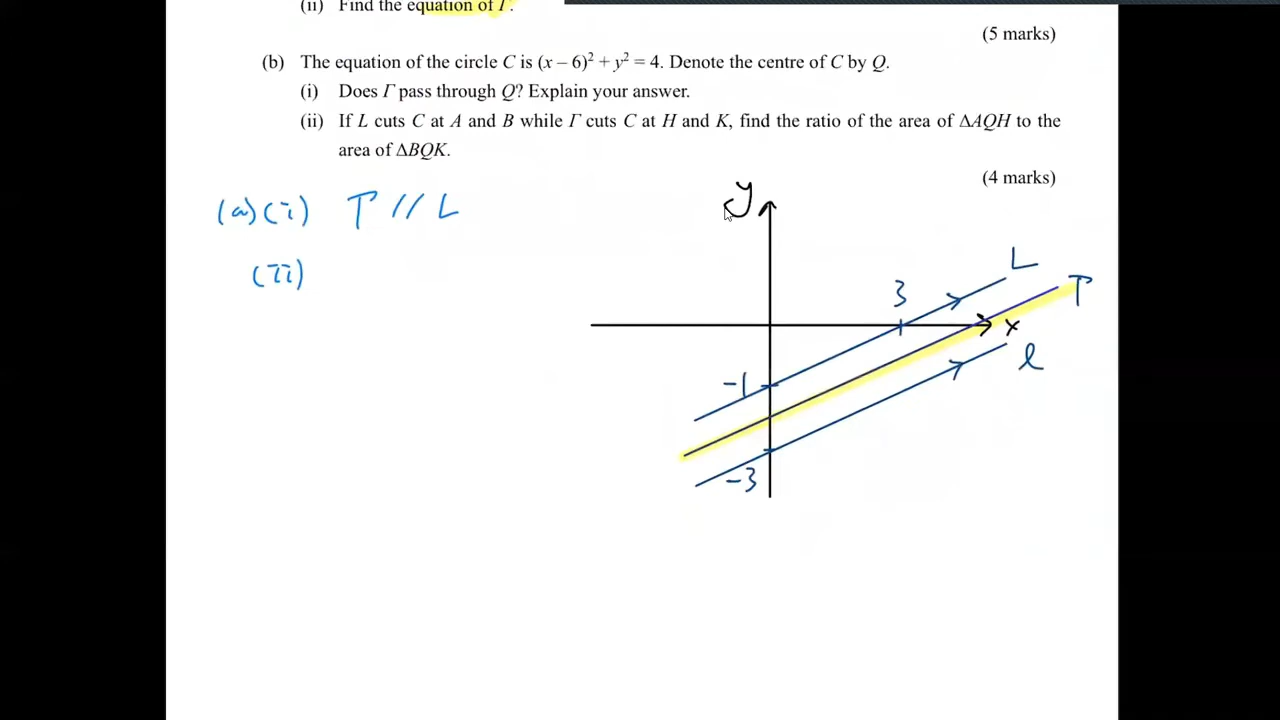 (ii) Find the equation of Γ.
(5 marks)
(b) The equation of the circle C is (x – 6)² + y² = 4. Denote the centre of C by Q.
(i) Does Γ pass through Q? Explain your answer.
(ii) If L cuts C at A and B while Γ cuts C at H and K, find the ratio of the area of ΔAQH to the
area of ΔBQK.
(4 marks)
(a)(i) Γ // L
(ii)
y
L
3
Γ
x
-1
ℓ
-3